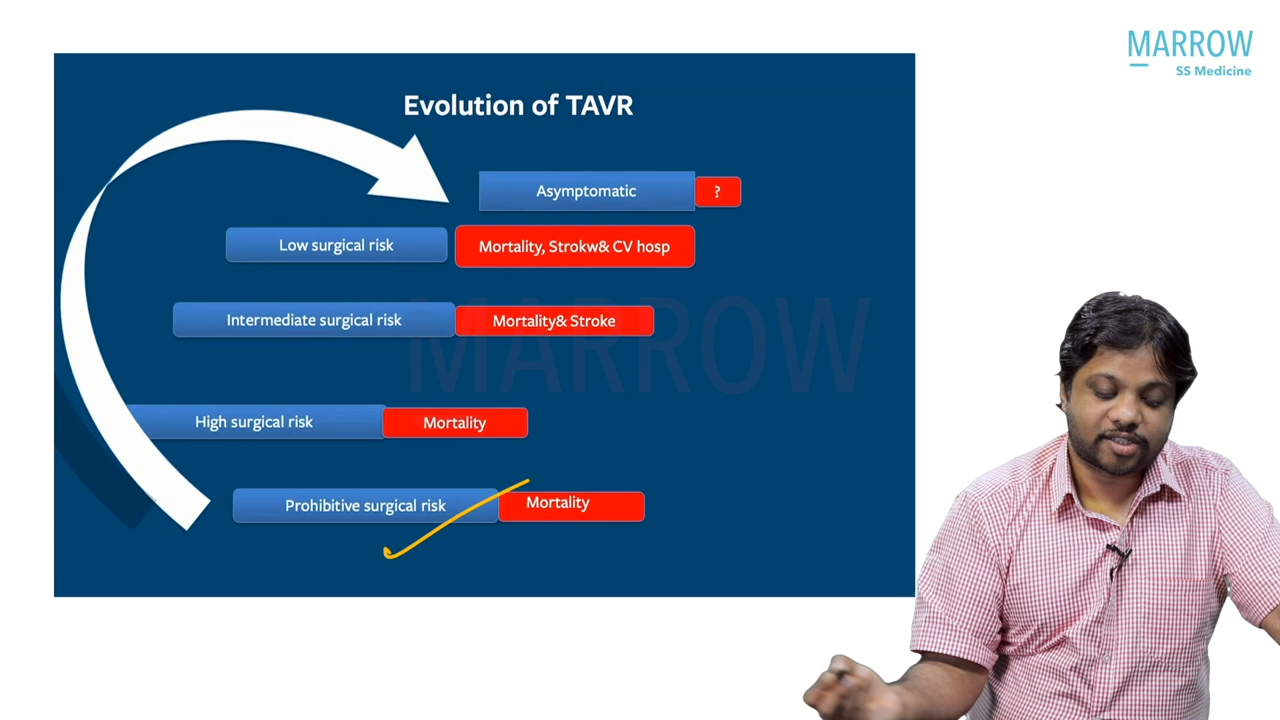 MARROW
SS Medicine
Evolution of TAVR
Asymptomatic
?
Low surgical risk
Mortality, Strokw& CV hosp
Intermediate surgical risk
Mortality& Stroke
MARROW
High surgical risk
Mortality
Prohibitive surgical risk
Mortality